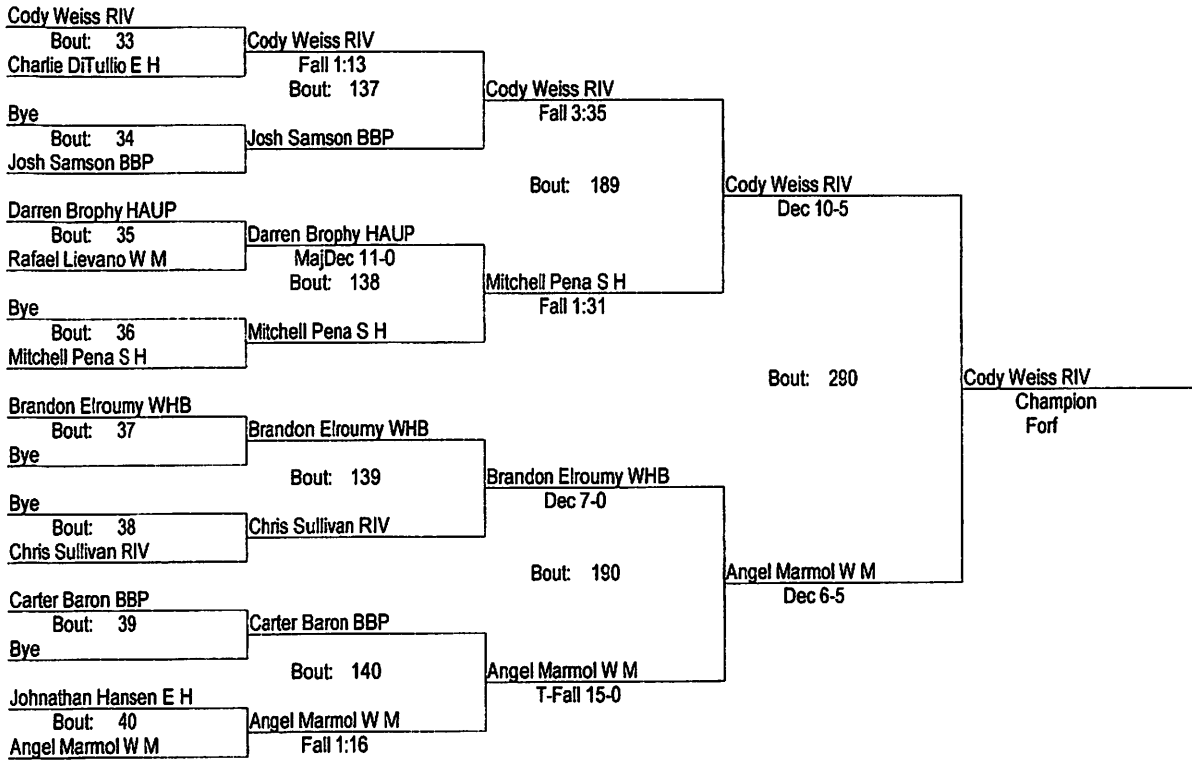 Cody Weiss RIV
Bout: 33
Charlie DiTullio E H
Bye
Bout: 34
Josh Samson BBP
Darren Brophy HAUP
Bout: 35
Rafael Lievano W M
Bye
Bout: 36
Mitchell Pena S H
Brandon Elroumy WHB
Bout: 37
Bye
Bye
Bout: 38
Chris Sullivan RIV
Carter Baron BBP
Bout: 39
Bye
Johnathan Hansen E H
Bout: 40
Angel Marmol W M
Cody Weiss RIV
Fall 1:13
Bout: 137
Josh Samson BBP
Darren Brophy HAUP
MajDec 11-0
Bout: 138
Mitchell Pena S H
Brandon Elroumy WHB
Bout: 139
Chris Sullivan RIV
Carter Baron BBP
Bout: 140
Angel Marmol W M
Fall 1:16
Cody Weiss RIV
Fall 3:35
Bout: 189
Mitchell Pena S H
Fall 1:31
Brandon Elroumy WHB
Dec 7-0
Bout: 190
Angel Marmol W M
T-Fall 15-0
Cody Weiss RIV
Dec 10-5
Bout: 290
Angel Marmol W M
Dec 6-5
Cody Weiss RIV
Champion
Forf